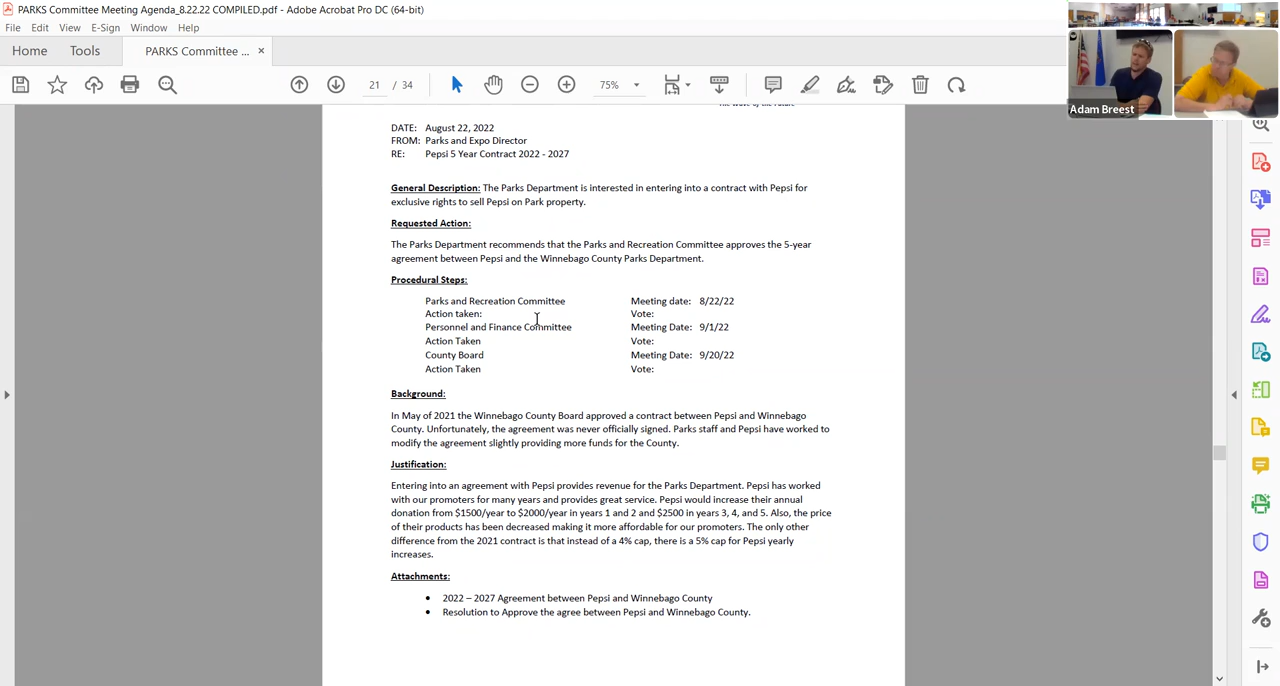 PARKS Committee Meeting Agenda_8.22.22 COMPILED.pdf - Adobe Acrobat Pro DC (64-bit)
File Edit View E-Sign Window Help
Home Tools PARKS Committee ... ×
21 / 34 75%
Adam Breest
The Wave of the Future
DATE: August 22, 2022
FROM: Parks and Expo Director
RE: Pepsi 5 Year Contract 2022 - 2027
General Description: The Parks Department is interested in entering into a contract with Pepsi for
exclusive rights to sell Pepsi on Park property.
Requested Action:
The Parks Department recommends that the Parks and Recreation Committee approves the 5-year
agreement between Pepsi and the Winnebago County Parks Department.
Procedural Steps:
Parks and Recreation Committee Meeting date: 8/22/22
Action taken: Vote:
Personnel and Finance Committee Meeting Date: 9/1/22
Action Taken Vote:
County Board Meeting Date: 9/20/22
Action Taken Vote:
Background:
In May of 2021 the Winnebago County Board approved a contract between Pepsi and Winnebago
County. Unfortunately, the agreement was never officially signed. Parks staff and Pepsi have worked to
modify the agreement slightly providing more funds for the County.
Justification:
Entering into an agreement with Pepsi provides revenue for the Parks Department. Pepsi has worked
with our promoters for many years and provides great service. Pepsi would increase their annual
donation from $1500/year to $2000/year in years 1 and 2 and $2500 in years 3, 4, and 5. Also, the price
of their products has been decreased making it more affordable for our promoters. The only other
difference from the 2021 contract is that instead of a 4% cap, there is a 5% cap for Pepsi yearly
increases.
Attachments:
• 2022 – 2027 Agreement between Pepsi and Winnebago County
• Resolution to Approve the agree between Pepsi and Winnebago County.